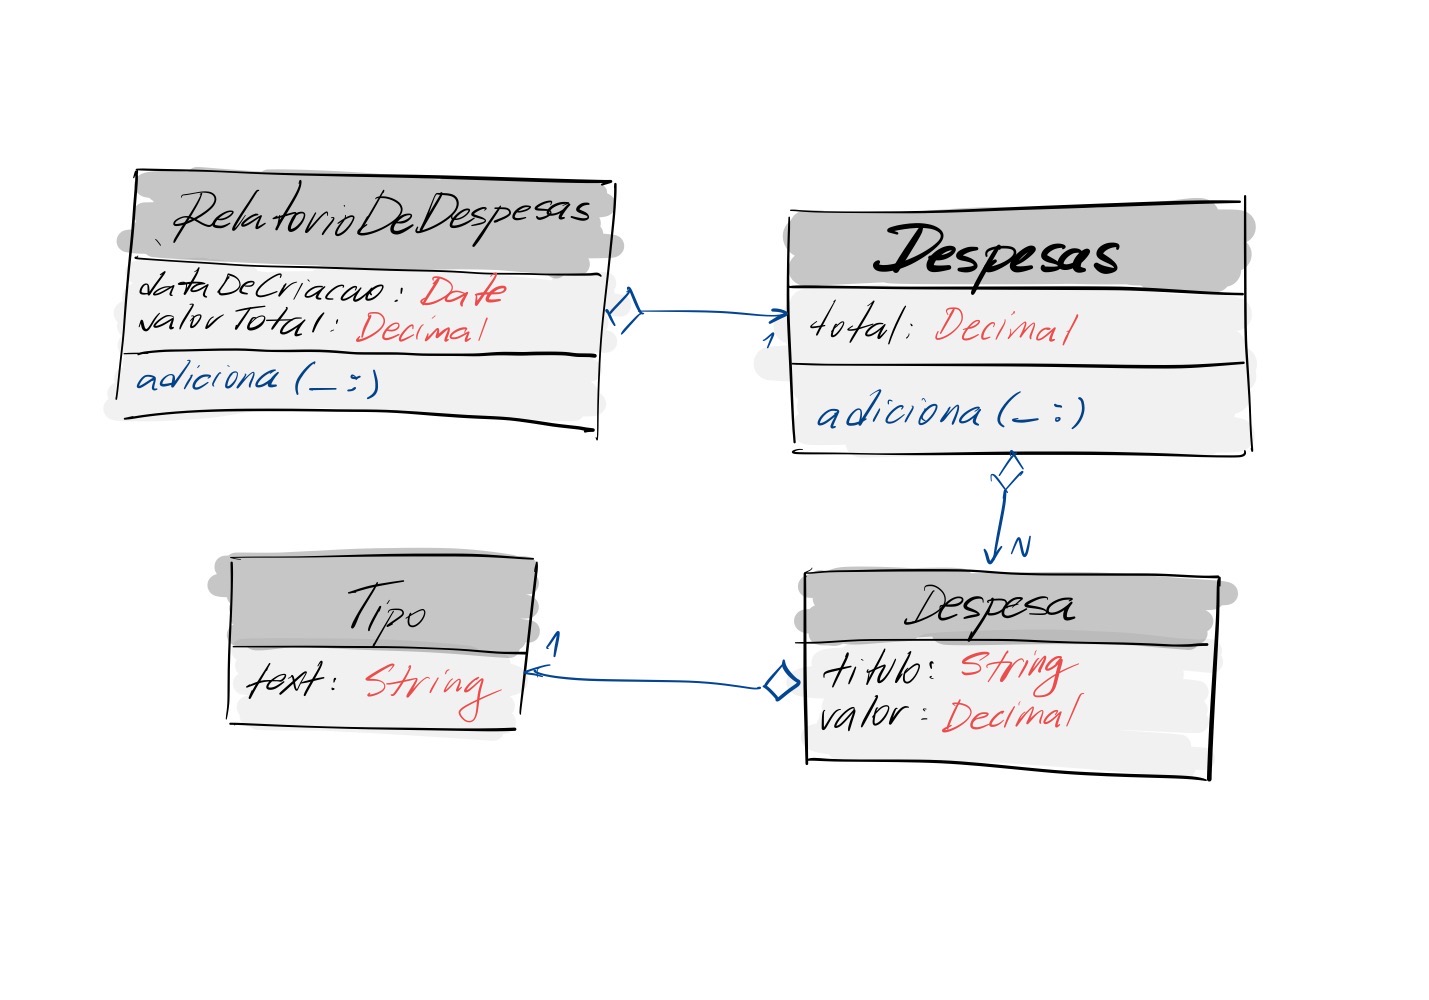 RelatorioDeDespesas
dataDeCriacao: Date
valorTotal: Decimal
adiciona(_:)
1
Despesas
total: Decimal
adiciona(_:)
N
Tipo
text: String
1
Despesa
titulo: String
valor: Decimal